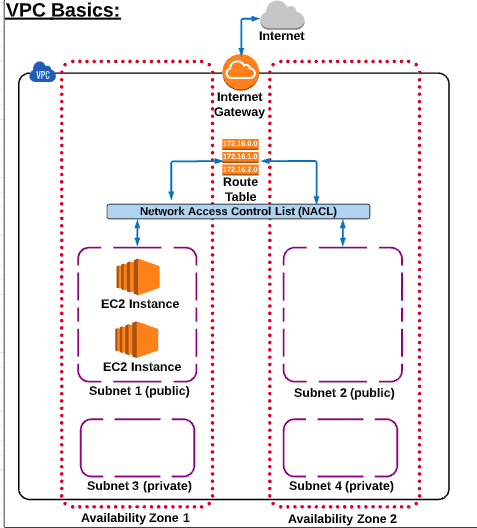 VPC Basics:
Internet
VPC
Internet
Gateway
172.16.0.0
172.16.1.0
172.16.2.0
Route
Table
Network Access Control List (NACL)
EC2 Instance
EC2 Instance
Subnet 1 (public)
Subnet 2 (public)
Subnet 3 (private)
Subnet 4 (private)
Availability Zone 1
Availability Zone 2